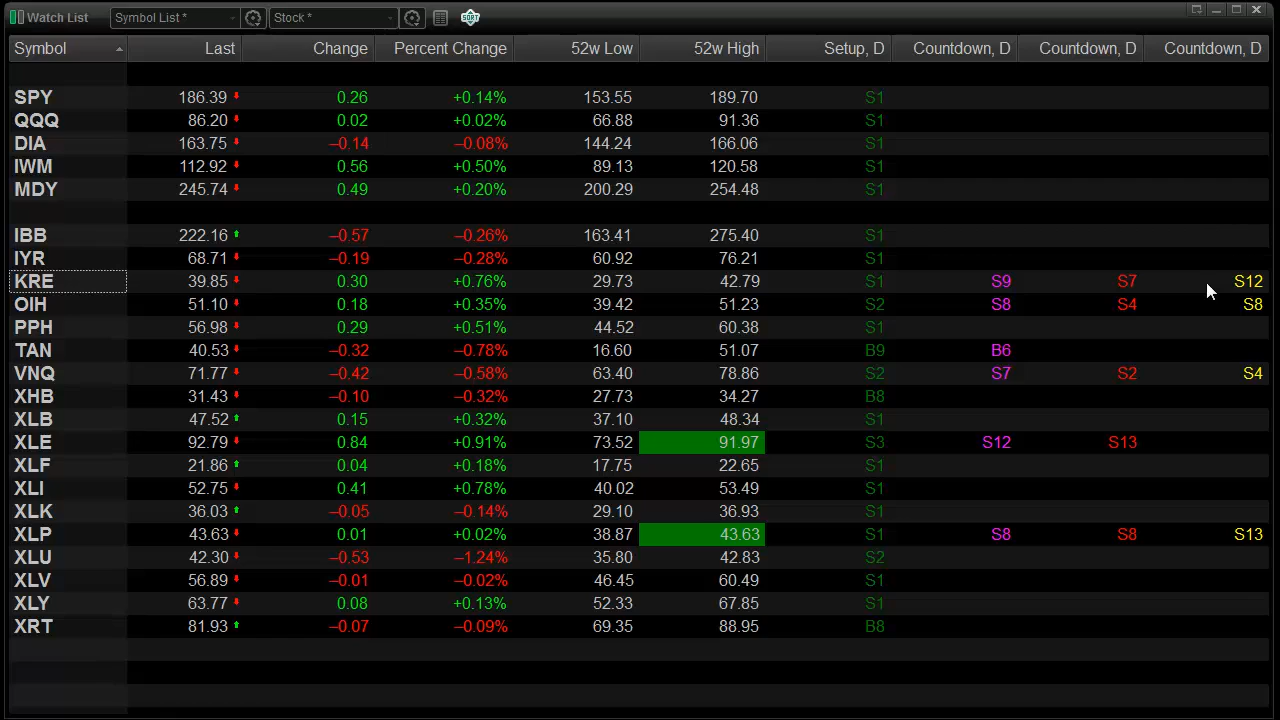 Watch List Symbol List * Stock * SORT
Symbol Last Change Percent Change 52w Low 52w High Setup, D Countdown, D Countdown, D Countdown, D
SPY 186.39 0.26 +0.14% 153.55 189.70 S1
QQQ 86.20 0.02 +0.02% 66.88 91.36 S1
DIA 163.75 –0.14 –0.08% 144.24 166.06 S1
IWM 112.92 0.56 +0.50% 89.13 120.58 S1
MDY 245.74 0.49 +0.20% 200.29 254.48 S1
IBB 222.16 –0.57 –0.26% 163.41 275.40 S1
IYR 68.71 –0.19 –0.28% 60.92 76.21 S1
KRE 39.85 0.30 +0.76% 29.73 42.79 S1 S9 S7 S12
OIH 51.10 0.18 +0.35% 39.42 51.23 S2 S8 S4 S8
PPH 56.98 0.29 +0.51% 44.52 60.38 S1
TAN 40.53 –0.32 –0.78% 16.60 51.07 B9 B6
VNQ 71.77 –0.42 –0.58% 63.40 78.86 S2 S7 S2 S4
XHB 31.43 –0.10 –0.32% 27.73 34.27 B8
XLB 47.52 0.15 +0.32% 37.10 48.34 S1
XLE 92.79 0.84 +0.91% 73.52 91.97 S3 S12 S13
XLF 21.86 0.04 +0.18% 17.75 22.65 S1
XLI 52.75 0.41 +0.78% 40.02 53.49 S1
XLK 36.03 –0.05 –0.14% 29.10 36.93 S1
XLP 43.63 0.01 +0.02% 38.87 43.63 S1 S8 S8 S13
XLU 42.30 –0.53 –1.24% 35.80 42.83 S2
XLV 56.89 –0.01 –0.02% 46.45 60.49 S1
XLY 63.77 0.08 +0.13% 52.33 67.85 S1
XRT 81.93 –0.07 –0.09% 69.35 88.95 B8